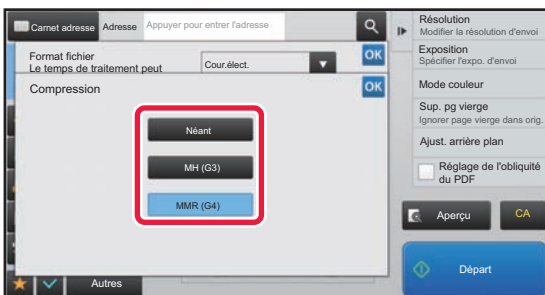 Carnet adresse
Adresse
Appuyer pour entrer l'adresse
Format fichier
Le temps de traitement peut
Cour.élect.
OK
Compression
OK
Néant
MH (G3)
MMR (G4)
Autres
Résolution
Modifier la résolution d'envoi
Exposition
Spécifier l'expo. d'envoi
Mode couleur
Sup. pg vierge
Ignorer page vierge dans orig.
Ajust. arrière plan
Réglage de l'obliquité
du PDF
Aperçu
CA
Départ